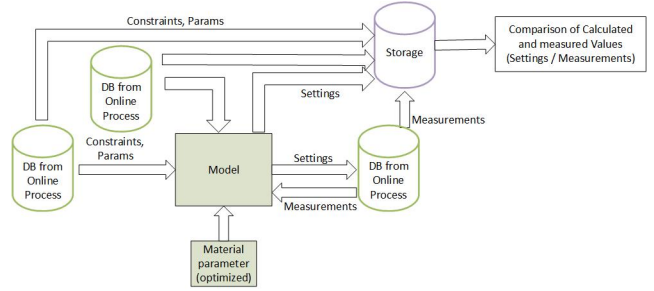 Constraints, Params
Storage
Comparison of Calculated
and measured Values
(Settings / Measurements)
DB from
Online
Process
Settings
Measurements
Constraints,
Params
DB from
Online
Process
Model
Settings
Measurements
DB from
Online
Process
Material
parameter
(optimized)